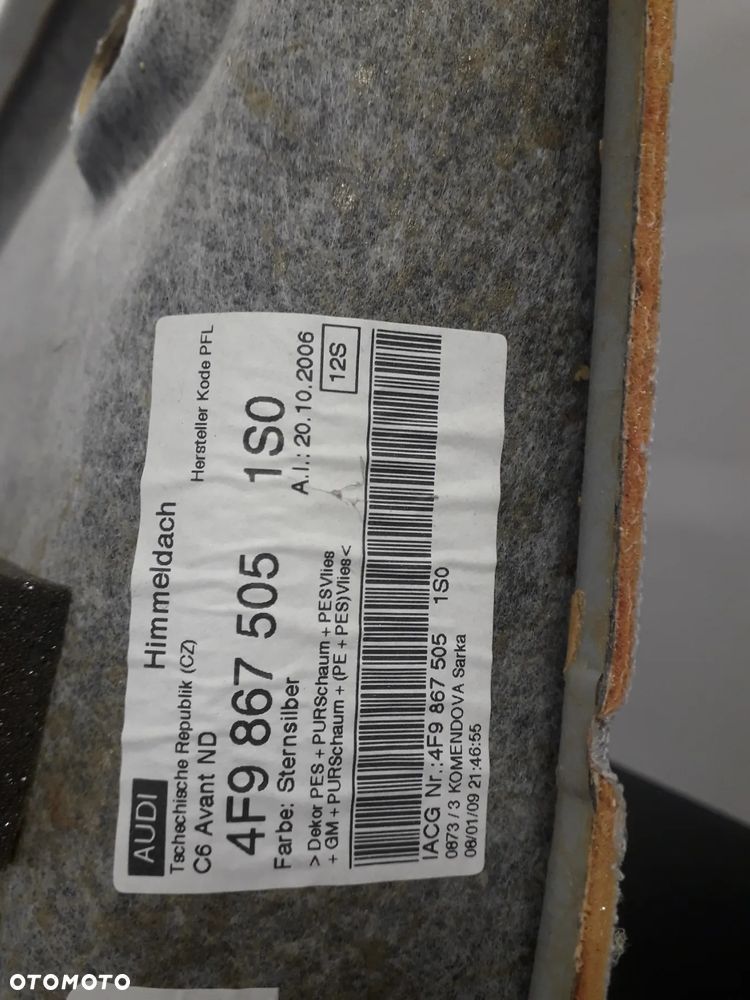 AUDI
Himmeldach
Tschechische Republik (CZ)
Hersteller Kode PFL
C6 Avant ND
4F9 867 505 1S0
Farbe: Sternsilber
A.I.: 20.10.2006
> Dekor PES + PURSchaum + PESVlies
+ GM + PURSchaum + (PE + PES)Vlies<
12S
IACG Nr.: 4F9 867 505 1S0
0873 / 3 KOMENDOVA Sarka
08/01/09 21:46:55
OTOMOTO